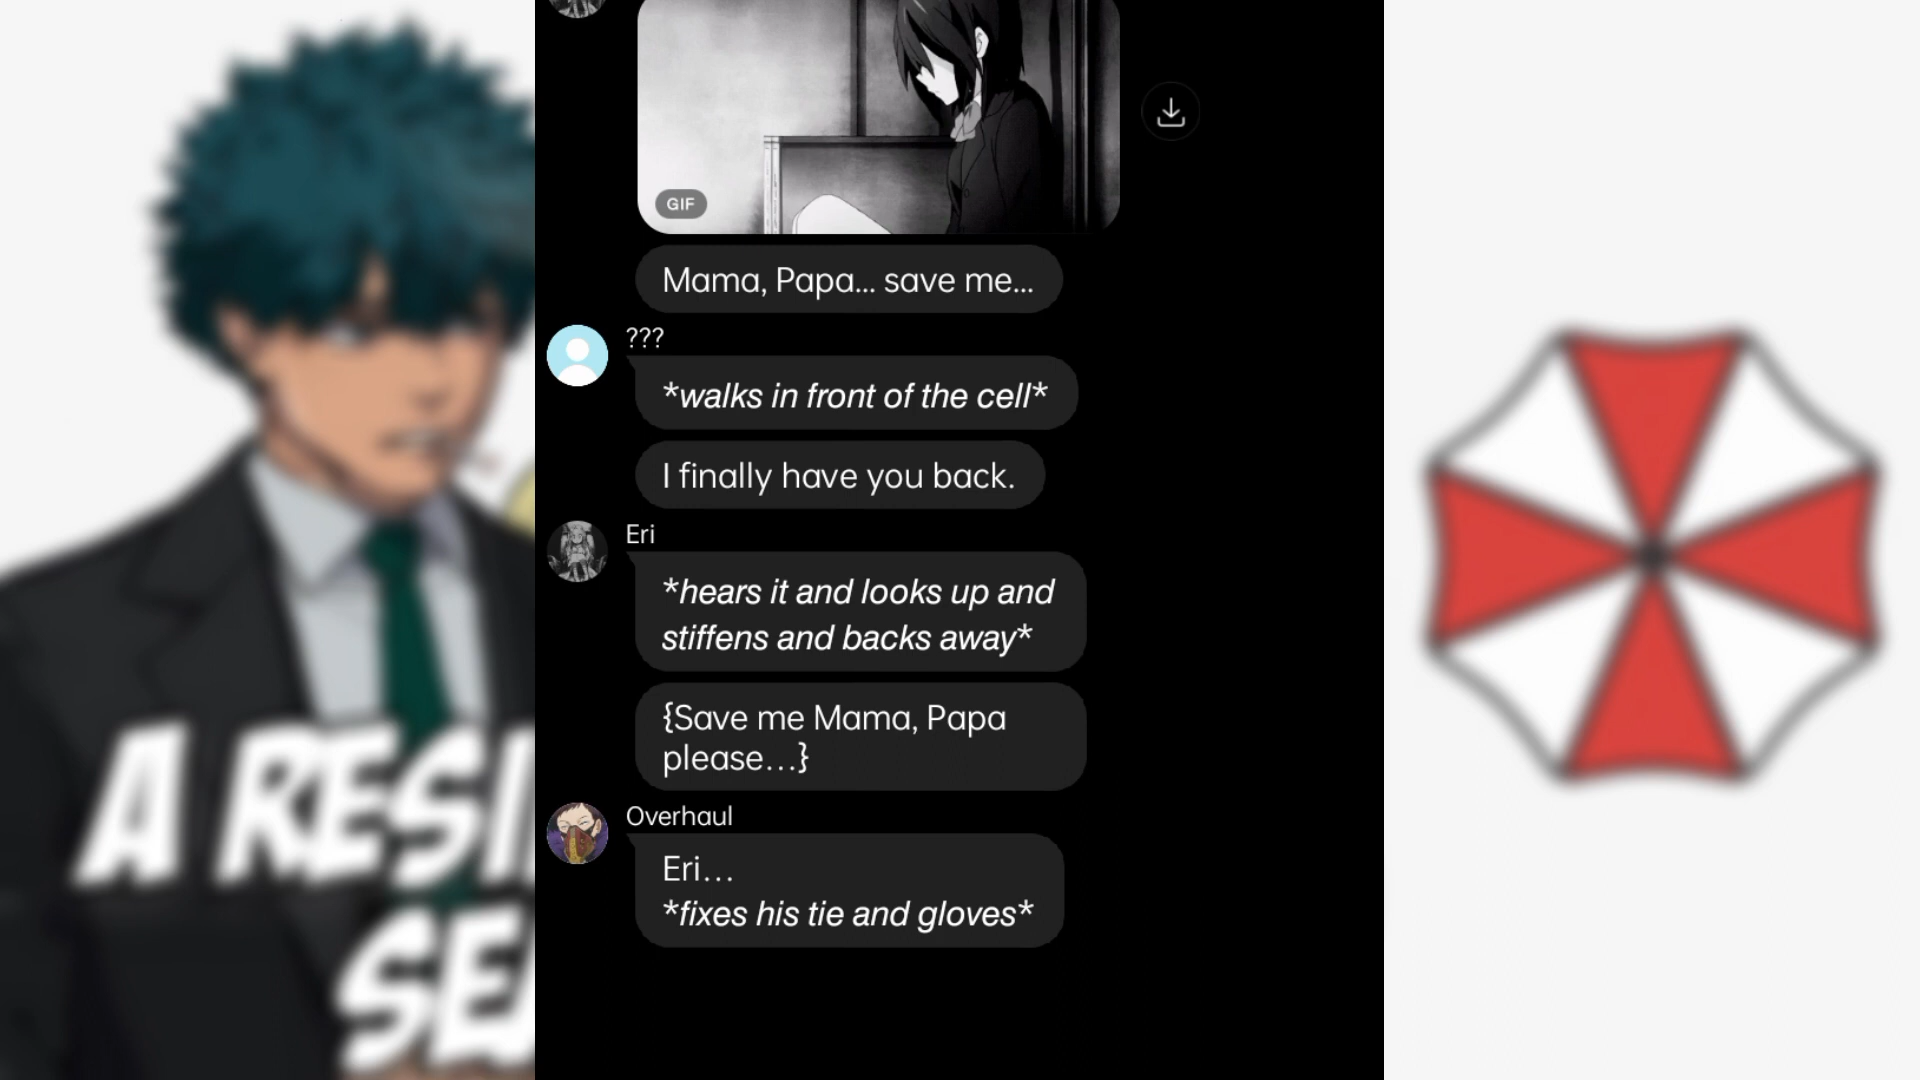 GIF
Mama, Papa... save me...
???
*walks in front of the cell*
I finally have you back.
Eri
*hears it and looks up and
stiffens and backs away*
{Save me Mama, Papa
please...}
Overhaul
Eri...
*fixes his tie and gloves*
A RESI
SE